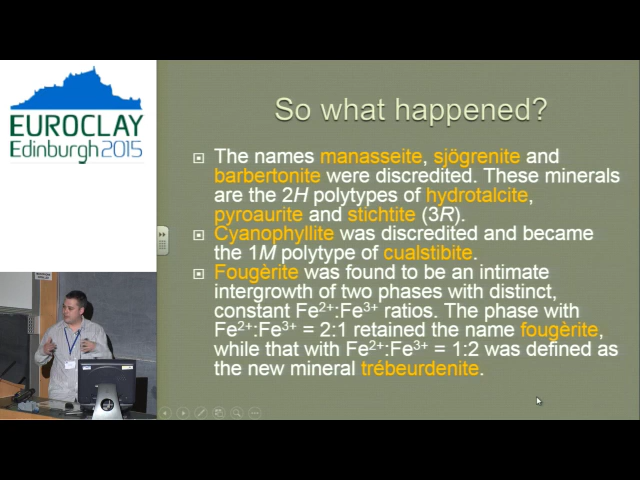 EUROCLAY
Edinburgh 2015
So what happened?
The names manasseite, sjögrenite and
barbertonite were discredited. These minerals
are the 2H polytypes of hydrotalcite,
pyroaurite and stichtite (3R).
Cyanophyllite was discredited and became
the 1M polytype of cualstibite.
Fougèrite was found to be an intimate
intergrowth of two phases with distinct,
constant Fe²⁺:Fe³⁺ ratios. The phase with
Fe²⁺:Fe³⁺ = 2:1 retained the name fougèrite,
while that with Fe²⁺:Fe³⁺ = 1:2 was defined as
the new mineral trébeurdenite.